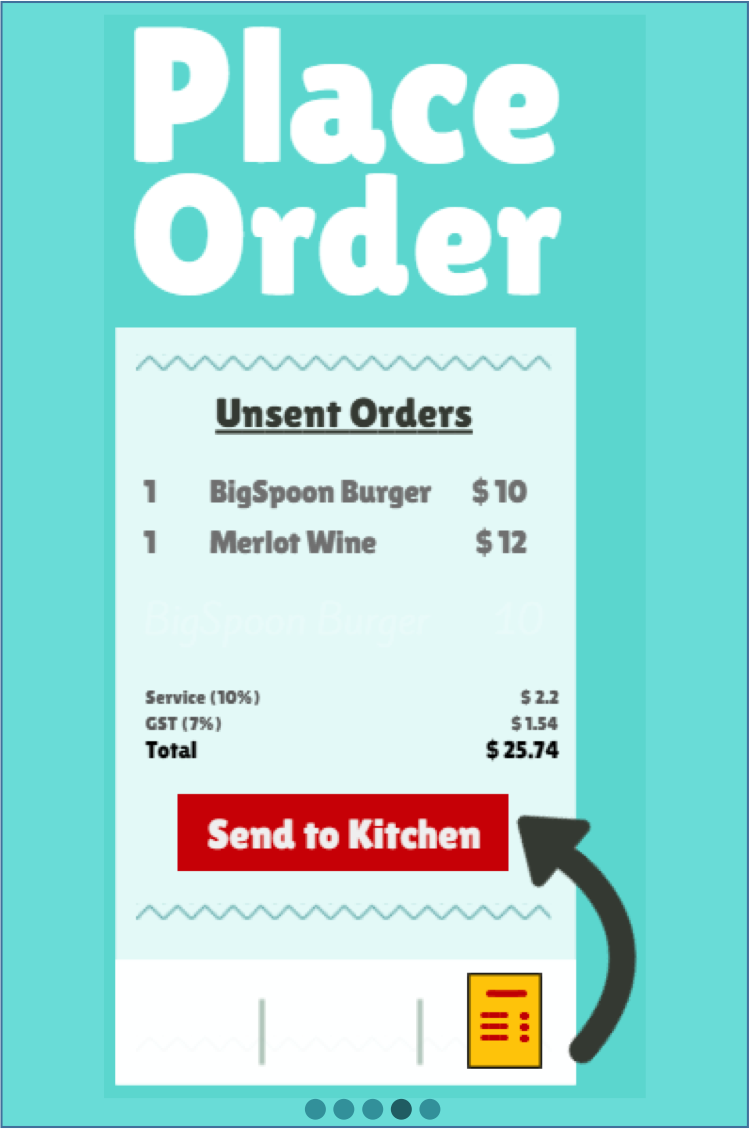 Place
Order
Unsent Orders
1 BigSpoon Burger $ 10
1 Merlot Wine $ 12
BigSpoon Burger 10
Service (10%) $ 2.2
GST (7%) $ 1.54
Total $ 25.74
Send to Kitchen